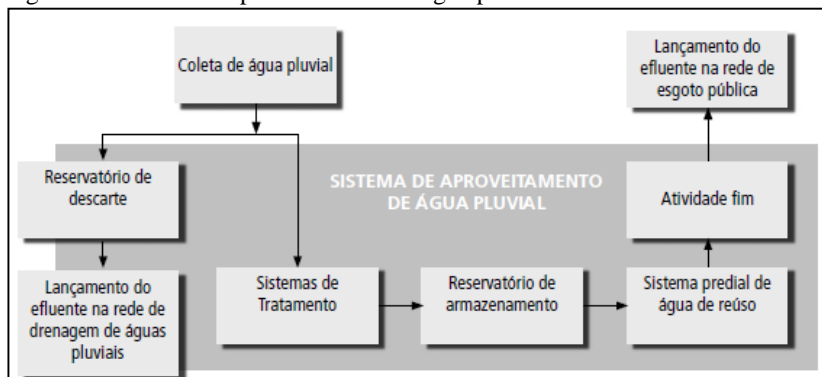 Coleta de água pluvial
Lançamento do
efluente na rede de
esgoto pública
Reservatório de
descarte
SISTEMA DE APROVEITAMENTO
DE ÁGUA PLUVIAL
Atividade fim
Lançamento do
efluente na rede de
drenagem de águas
pluviais
Sistemas de
Tratamento
Reservatório de
armazenamento
Sistema predial de
água de reúso